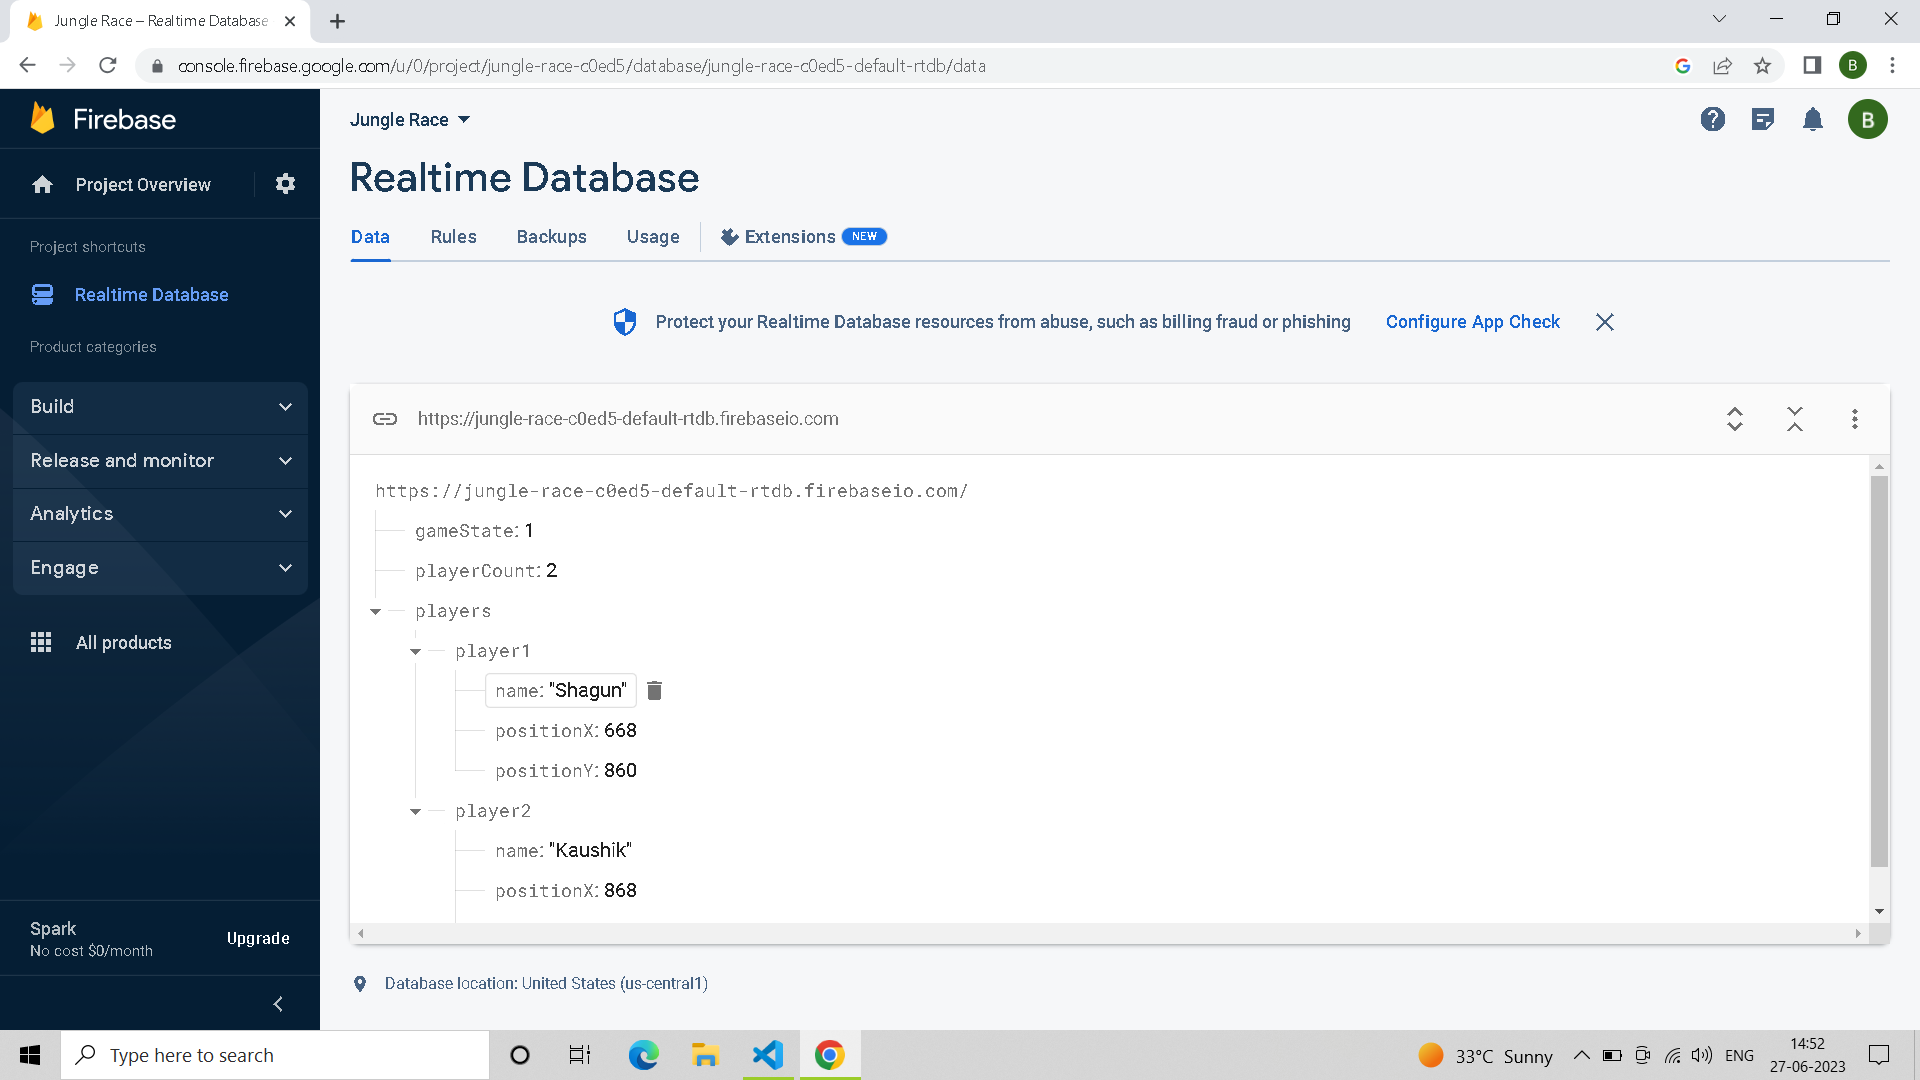 Jungle Race – Realtime Database
console.firebase.google.com/u/0/project/jungle-race-c0ed5/database/jungle-race-c0ed5-default-rtdb/data
B
Firebase
Project Overview
Project shortcuts
Realtime Database
Product categories
Build
Release and monitor
Analytics
Engage
All products
Spark
No cost $0/month
Upgrade
Jungle Race
B
Realtime Database
Data Rules Backups Usage Extensions NEW
Protect your Realtime Database resources from abuse, such as billing fraud or phishing Configure App Check
https://jungle-race-c0ed5-default-rtdb.firebaseio.com
https://jungle-race-c0ed5-default-rtdb.firebaseio.com/
gameState: 1
playerCount: 2
players
player1
name: "Shagun"
positionX: 668
positionY: 860
player2
name: "Kaushik"
positionX: 868
Database location: United States (us-central1)
Type here to search
33°C Sunny
ENG
14:52
27-06-2023